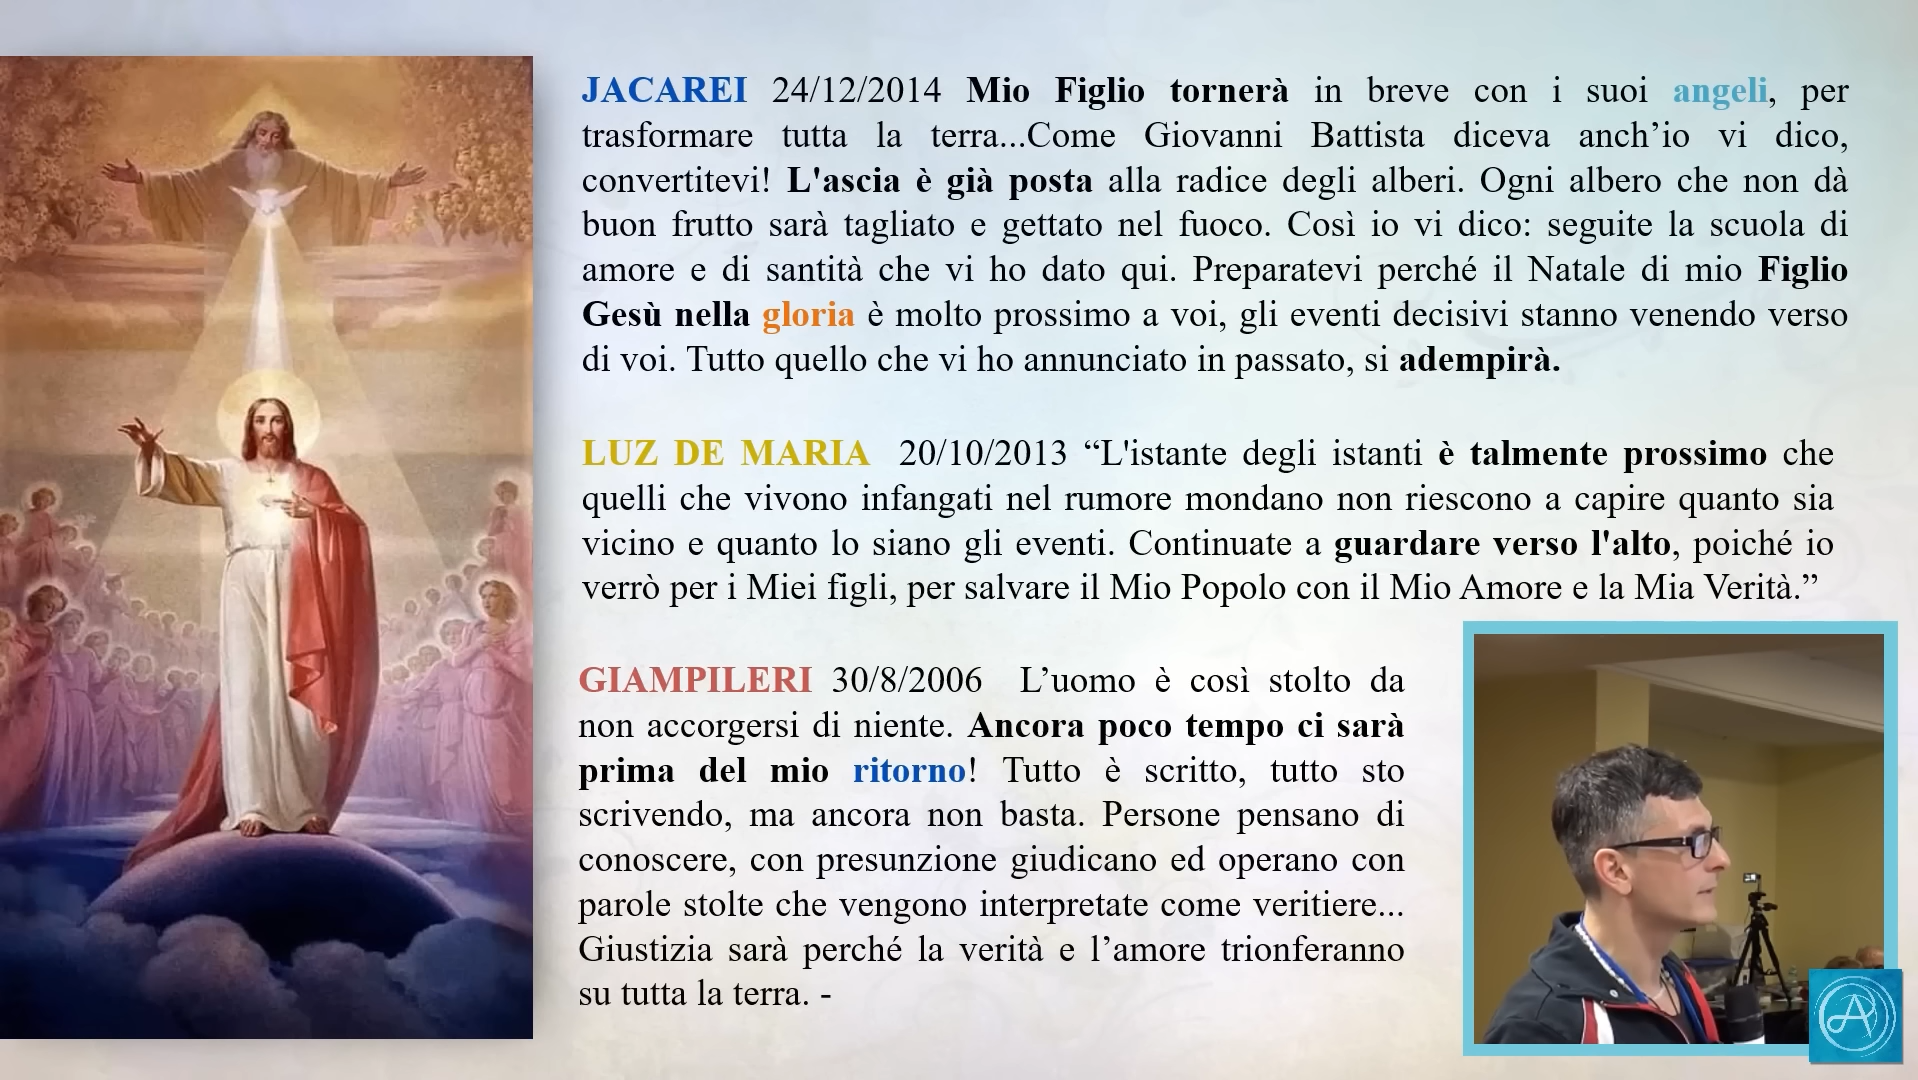 JACAREI 24/12/2014 Mio Figlio tornerà in breve con i suoi angeli, per
trasformare tutta la terra...Come Giovanni Battista diceva anch’io vi dico,
convertitevi! L'ascia è già posta alla radice degli alberi. Ogni albero che non dà
buon frutto sarà tagliato e gettato nel fuoco. Così io vi dico: seguite la scuola di
amore e di santità che vi ho dato qui. Preparatevi perché il Natale di mio Figlio
Gesù nella gloria è molto prossimo a voi, gli eventi decisivi stanno venendo verso
di voi. Tutto quello che vi ho annunciato in passato, si adempirà.
LUZ DE MARIA 20/10/2013 “L'istante degli istanti è talmente prossimo che
quelli che vivono infangati nel rumore mondano non riescono a capire quanto sia
vicino e quanto lo siano gli eventi. Continuate a guardare verso l'alto, poiché io
verrò per i Miei figli, per salvare il Mio Popolo con il Mio Amore e la Mia Verità.”
GIAMPILERI 30/8/2006 L’uomo è così stolto da
non accorgersi di niente. Ancora poco tempo ci sarà
prima del mio ritorno! Tutto è scritto, tutto sto
scrivendo, ma ancora non basta. Persone pensano di
conoscere, con presunzione giudicano ed operano con
parole stolte che vengono interpretate come veritiere...
Giustizia sarà perché la verità e l’amore trionferanno
su tutta la terra. -
A